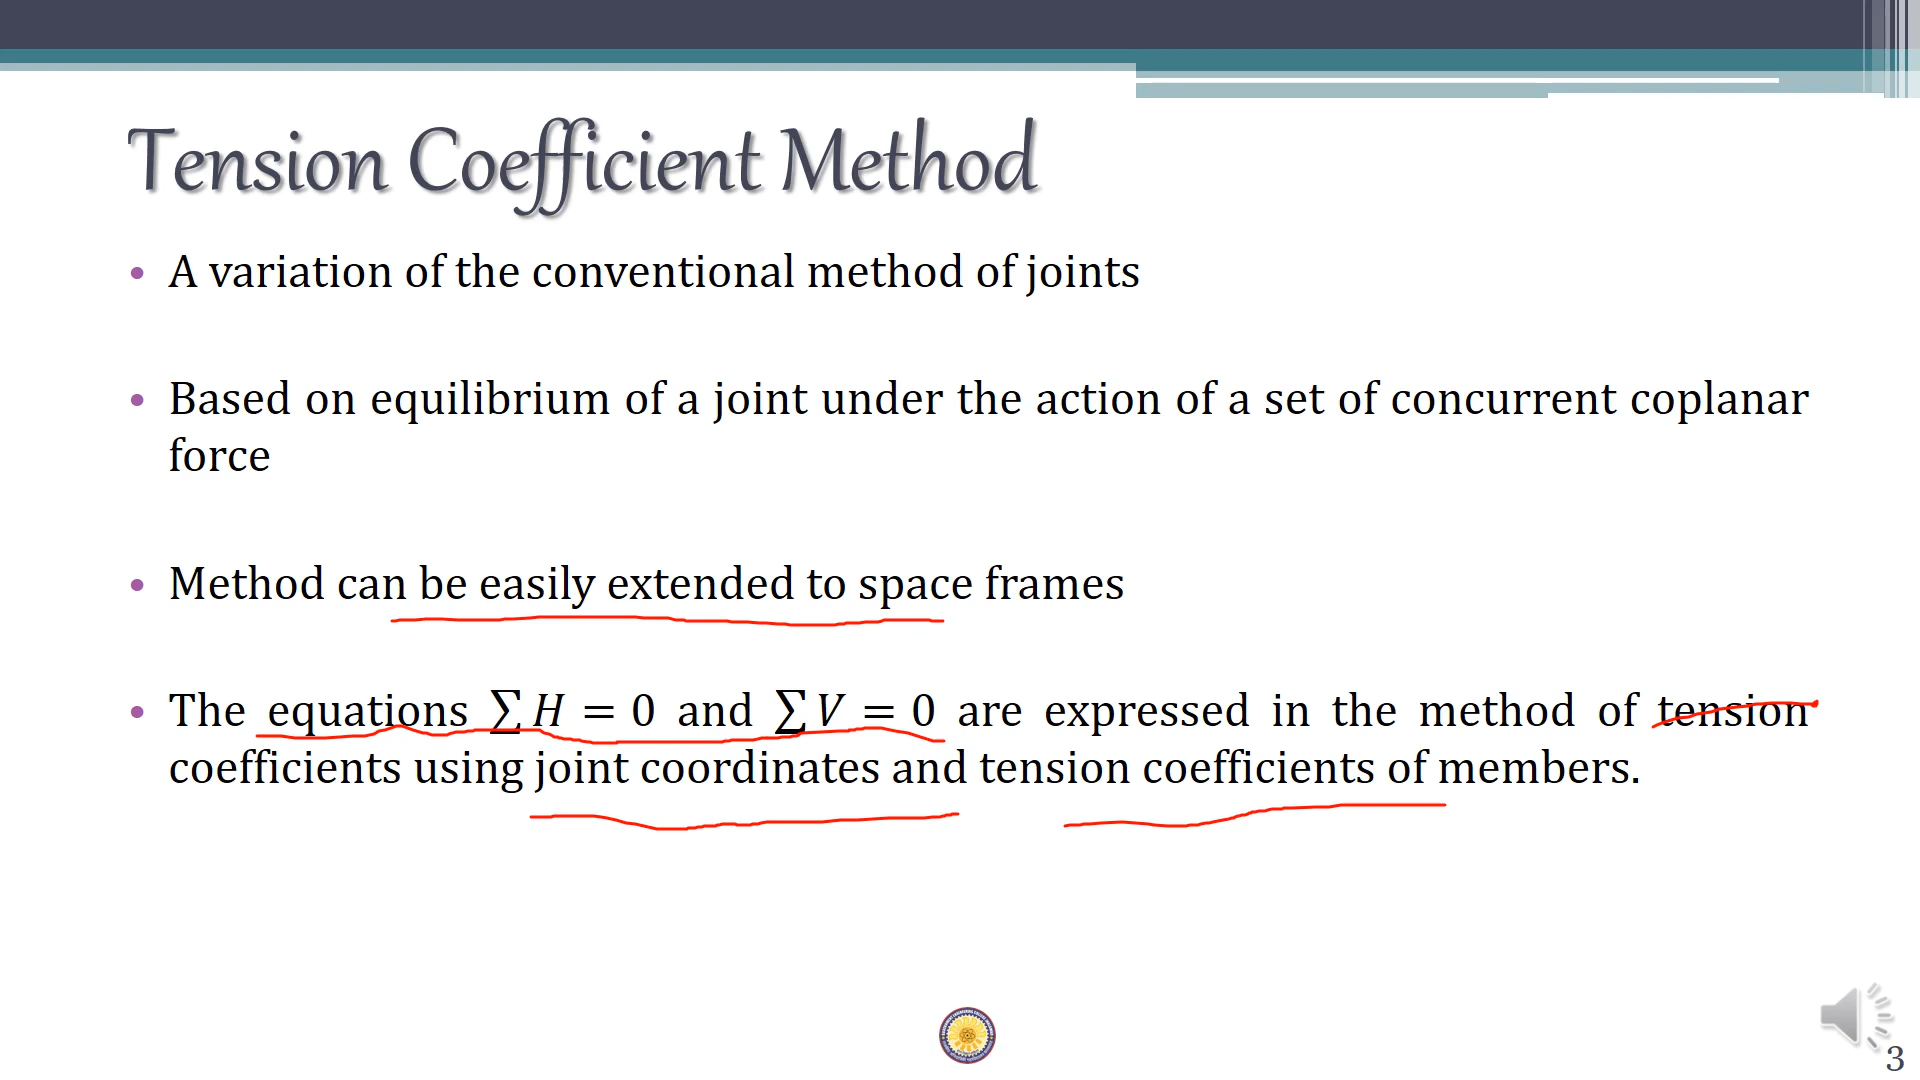 Tension Coefficient Method
• A variation of the conventional method of joints
• Based on equilibrium of a joint under the action of a set of concurrent coplanar
force
• Method can be easily extended to space frames
• The equations ∑ H = 0 and ∑ V = 0 are expressed in the method of tension
coefficients using joint coordinates and tension coefficients of members.
3